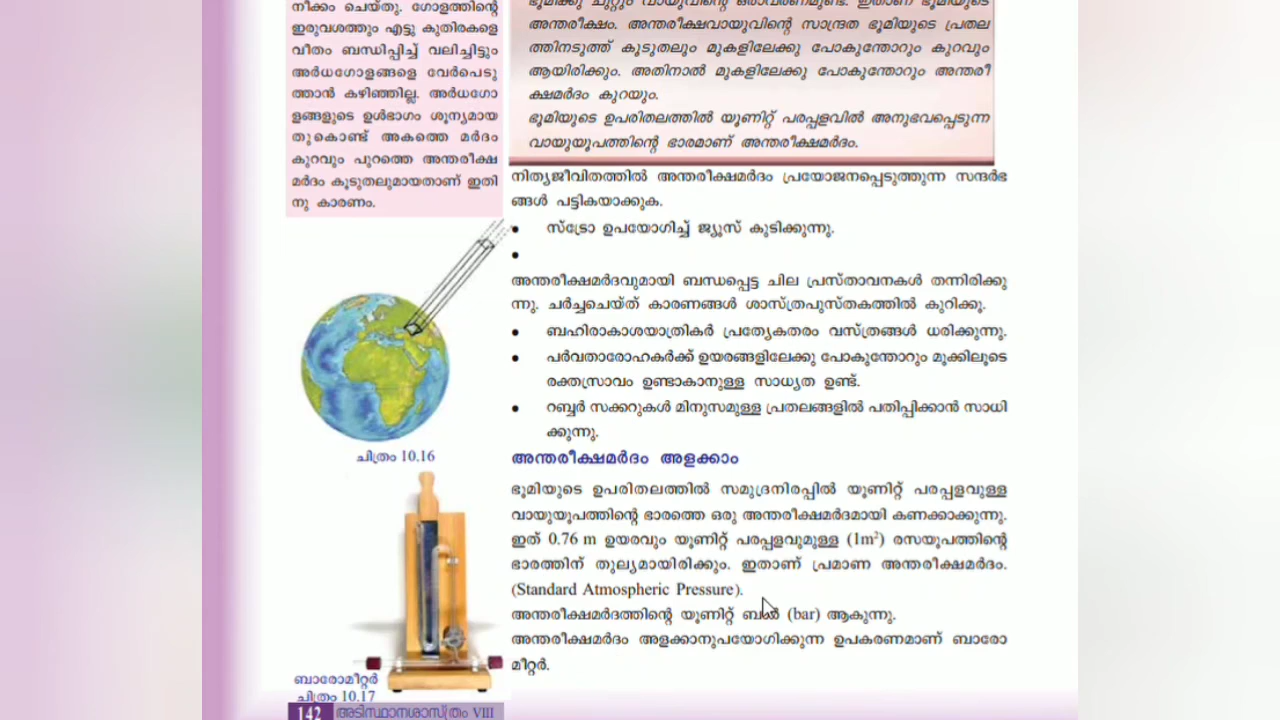 നീക്കം ചെയ്തു. ഗോളത്തിന്റെ
ഇരുവശത്തും എട്ടു കുതിരകളെ
വീതം ബന്ധിപ്പിച്ച് വലിച്ചിട്ടും
അർധഗോളങ്ങളെ വേർപെടു
ത്താൻ കഴിഞ്ഞില്ല. അർധഗോ
ളങ്ങളുടെ ഉൾഭാഗം ശൂന്യമായ
തുകൊണ്ട് അകത്തെ മർദം
കുറവും പുറത്തെ അന്തരീക്ഷ
മർദം കൂടുതലുമായതാണ് ഇതി
നു കാരണം.
ഭൂമിക്കു ചുറ്റും വായുവിന്റെ ഒരാവരണമുണ്ട്. ഇതാണ് ഭൂമിയുടെ
അന്തരീക്ഷം. അന്തരീക്ഷവായുവിന്റെ സാന്ദ്രത ഭൂമിയുടെ പ്രതല
ത്തിനടുത്ത് കൂടുതലും മുകളിലേക്കു പോകുന്തോറും കുറവും
ആയിരിക്കും. അതിനാൽ മുകളിലേക്കു പോകുന്തോറും അന്തരീ
ക്ഷമർദം കുറയും.
ഭൂമിയുടെ ഉപരിതലത്തിൽ യൂണിറ്റ് പരപ്പളവിൽ അനുഭവപ്പെടുന്ന
വായുയൂപത്തിന്റെ ഭാരമാണ് അന്തരീക്ഷമർദം.
നിത്യജീവിതത്തിൽ അന്തരീക്ഷമർദം പ്രയോജനപ്പെടുത്തുന്ന സന്ദർഭ
ങ്ങൾ പട്ടികയാക്കുക.
• സ്ട്രോ ഉപയോഗിച്ച് ജ്യൂസ് കുടിക്കുന്നു.
•
അന്തരീക്ഷമർദവുമായി ബന്ധപ്പെട്ട ചില പ്രസ്താവനകൾ തന്നിരിക്കു
ന്നു. ചർച്ചചെയ്ത് കാരണങ്ങൾ ശാസ്ത്രപുസ്തകത്തിൽ കുറിക്കൂ.
• ബഹിരാകാശയാത്രികർ പ്രത്യേകതരം വസ്ത്രങ്ങൾ ധരിക്കുന്നു.
• പർവതാരോഹകർക്ക് ഉയരങ്ങളിലേക്കു പോകുന്തോറും മൂക്കിലൂടെ
രക്തസ്രാവം ഉണ്ടാകാനുള്ള സാധ്യത ഉണ്ട്.
• റബ്ബർ സക്കറുകൾ മിനുസമുള്ള പ്രതലങ്ങളിൽ പതിപ്പിക്കാൻ സാധി
ക്കുന്നു.
ചിത്രം 10.16
അന്തരീക്ഷമർദം അളക്കാം
ഭൂമിയുടെ ഉപരിതലത്തിൽ സമുദ്രനിരപ്പിൽ യൂണിറ്റ് പരപ്പളവുള്ള
വായുയൂപത്തിന്റെ ഭാരത്തെ ഒരു അന്തരീക്ഷമർദമായി കണക്കാക്കുന്നു.
ഇത് 0.76 m ഉയരവും യൂണിറ്റ് പരപ്പളവുമുള്ള (1m²) രസയൂപത്തിന്റെ
ഭാരത്തിന് തുല്യമായിരിക്കും. ഇതാണ് പ്രമാണ അന്തരീക്ഷമർദം.
(Standard Atmospheric Pressure).
അന്തരീക്ഷമർദത്തിന്റെ യൂണിറ്റ് ബാർ (bar) ആകുന്നു.
അന്തരീക്ഷമർദം അളക്കാനുപയോഗിക്കുന്ന ഉപകരണമാണ് ബാരോ
മീറ്റർ.
ബാരോമീറ്റർ
ചിത്രം 10.17
142 അടിസ്ഥാനശാസ്ത്രം VIII